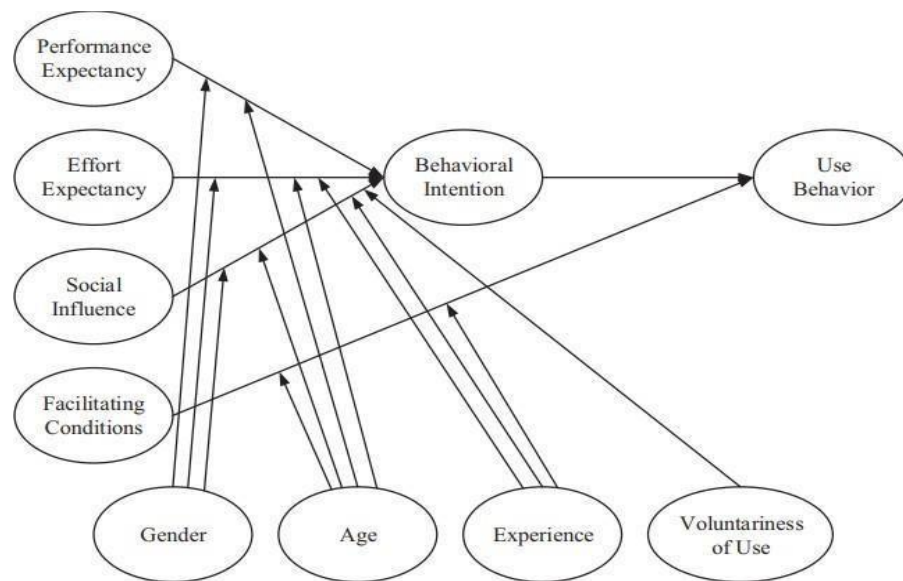 Performance
Expectancy
Effort
Expectancy
Behavioral
Intention
Use
Behavior
Social
Influence
Facilitating
Conditions
Gender
Age
Experience
Voluntariness
of Use